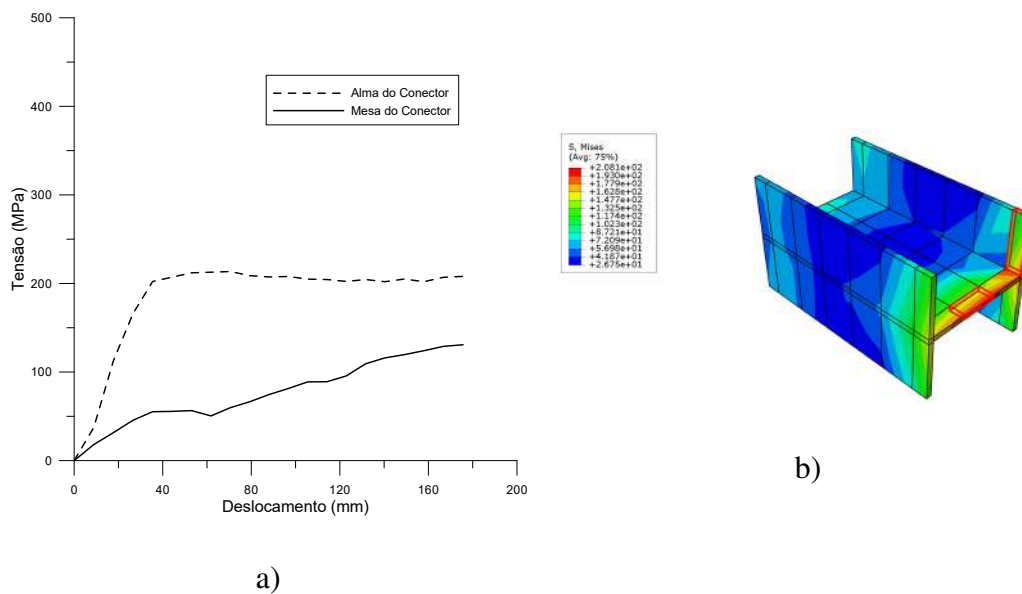 500
400
300
200
100
0
Tensão (MPa)
0 40 80 120 160 200
Deslocamento (mm)
Alma do Conector
Mesa do Conector
a)
S, Mises
(Avg: 75%)
+2.081e+02
+1.930e+02
+1.779e+02
+1.628e+02
+1.477e+02
+1.325e+02
+1.174e+02
+1.023e+02
+8.721e+01
+7.209e+01
+5.698e+01
+4.187e+01
+2.675e+01
b)